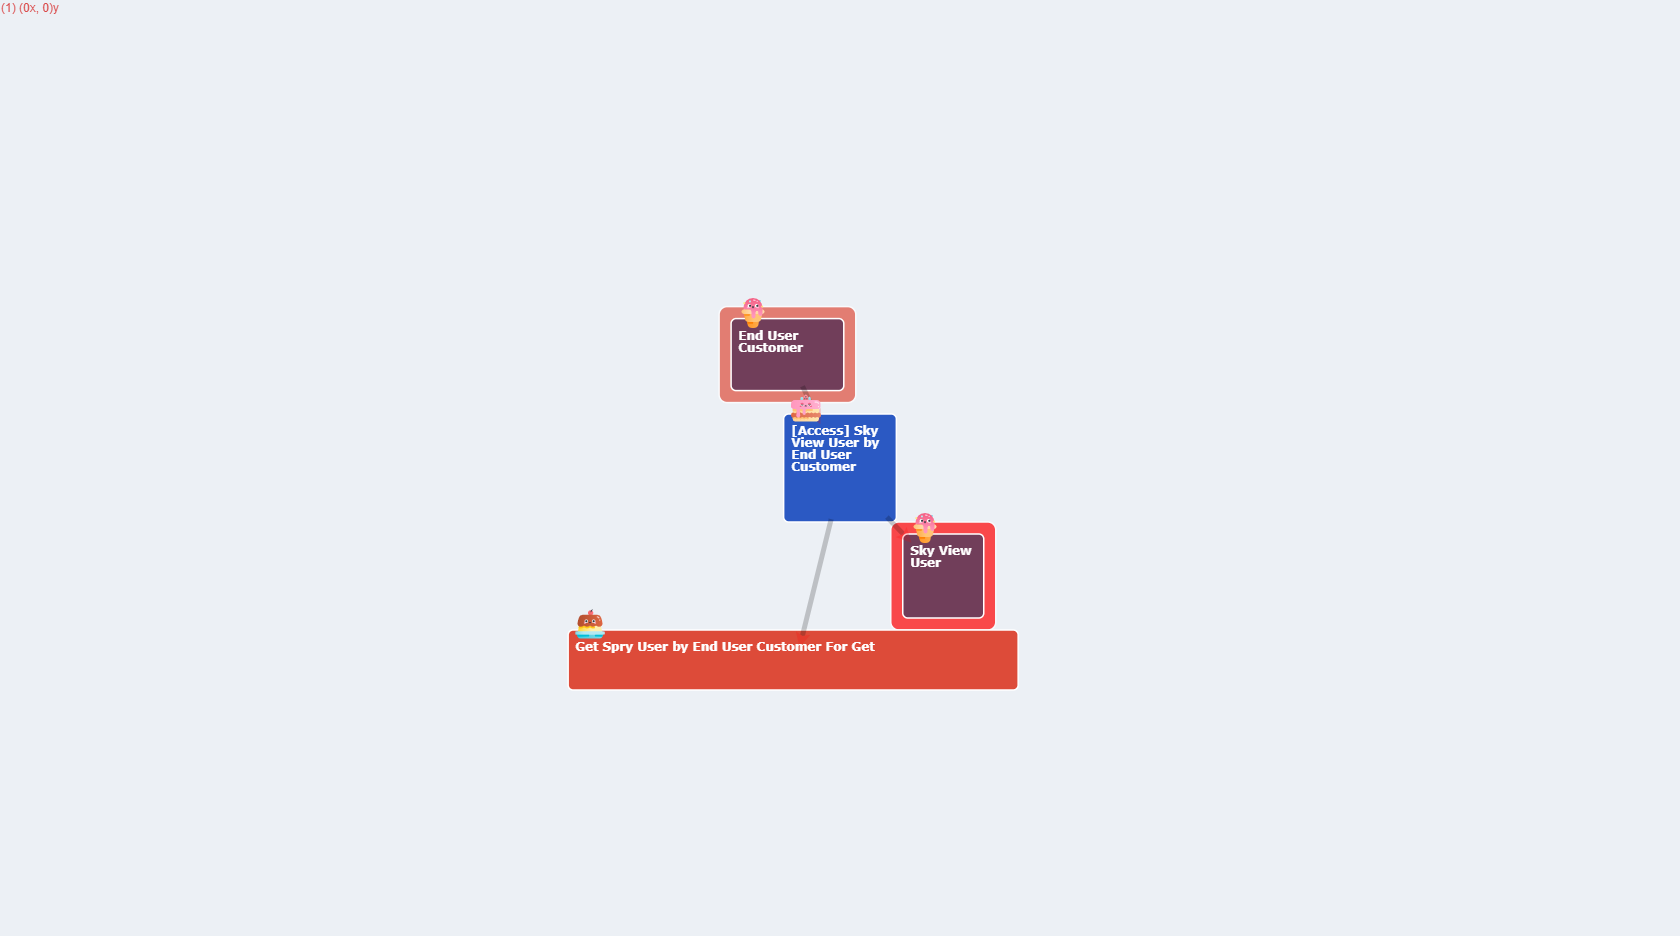 (1) (0x, 0)y
End User
Customer
[Access] Sky
View User by
End User
Customer
Sky View
User
Get Spry User by End User Customer For Get